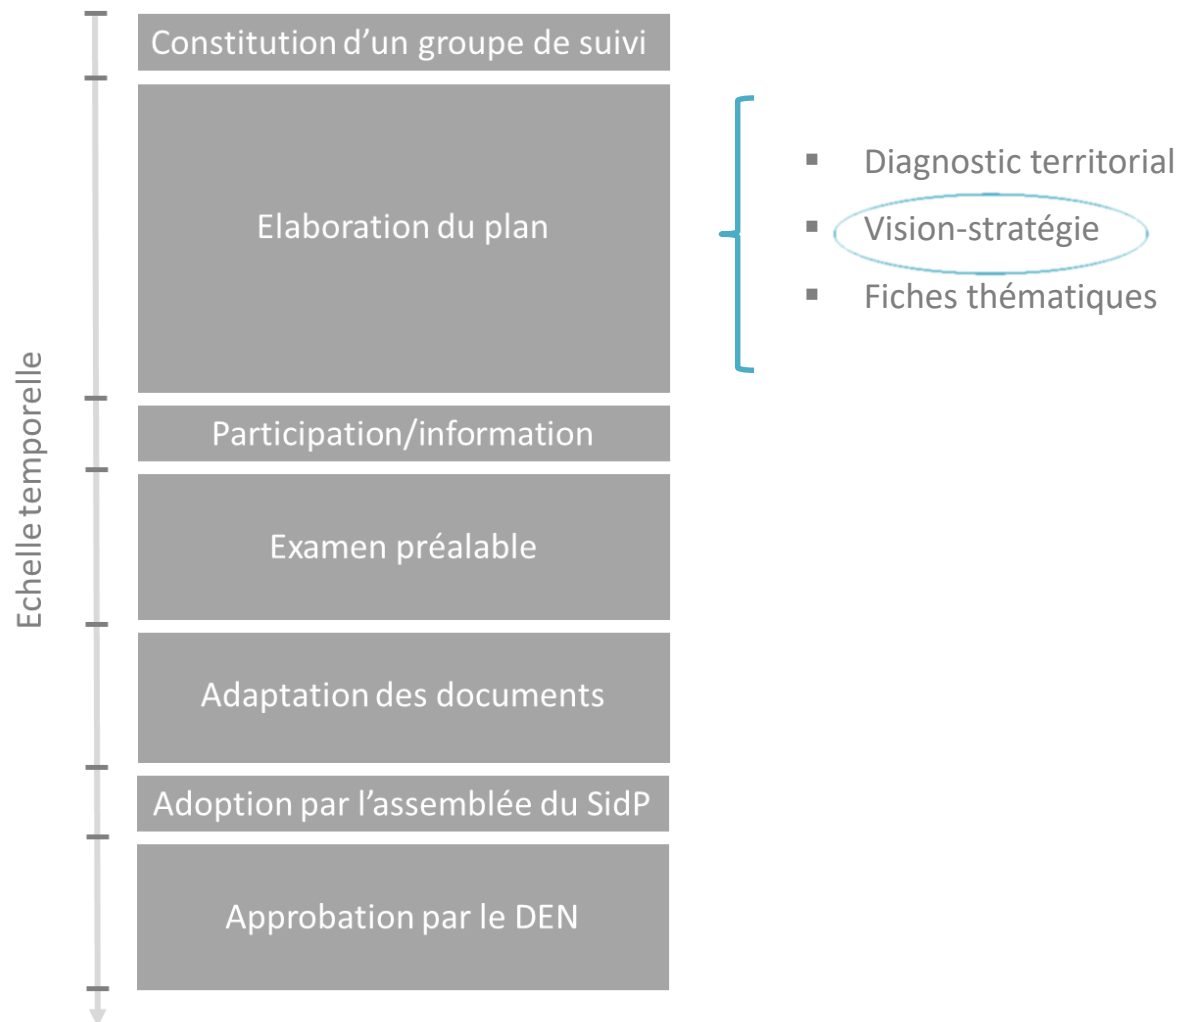 Constitution d’un groupe de suivi
Elaboration du plan
▪ Diagnostic territorial
▪ Vision-stratégie
▪ Fiches thématiques
Participation/information
Examen préalable
Adaptation des documents
Adoption par l’assemblée du SidP
Approbation par le DEN
Echelle temporelle